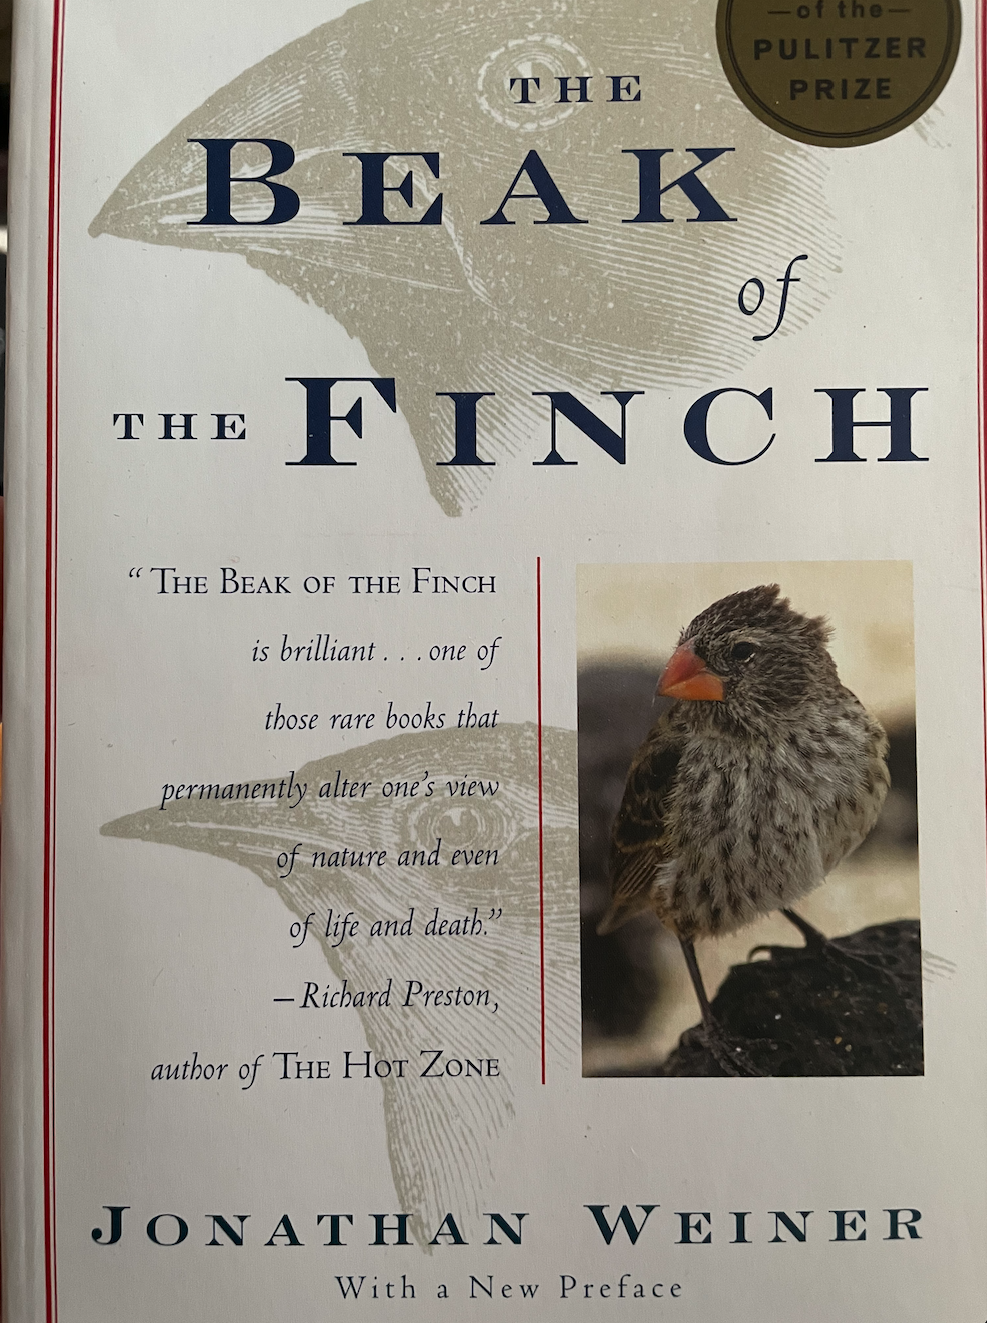 —of the—
PULITZER
PRIZE
THE
BEAK
of
THE FINCH
“THE BEAK OF THE FINCH
is brilliant . . . one of
those rare books that
permanently alter one’s view
of nature and even
of life and death.”
—Richard Preston,
author of THE HOT ZONE
JONATHAN WEINER
With a New Preface